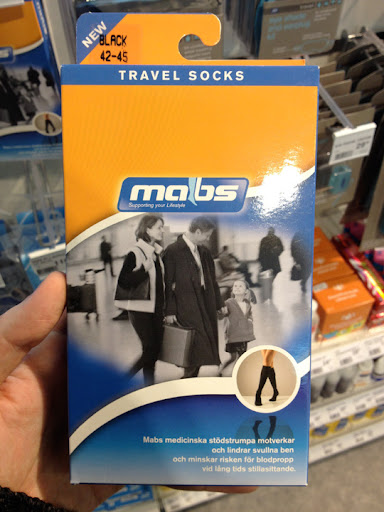 NEW
BLACK
42-45
TRAVEL SOCKS
mabs
Supporting your Lifestyle
Mabs medicinska stödstrumpa motverkar
och lindrar svullna ben
och minskar risken för blodpropp
vid lång tids stillasittande.